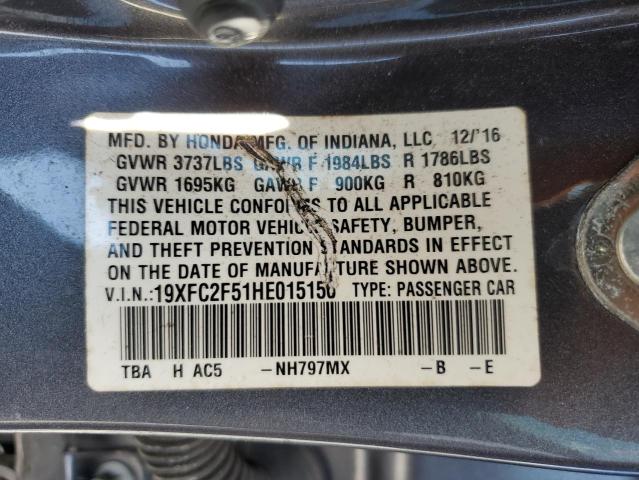 MFD. BY HONDA MFG. OF INDIANA, LLC 12/16
GVWR 3737LBS GAWR F 1984LBS R 1786LBS
GVWR 1695KG GAWR F 900KG R 810KG
THIS VEHICLE CONFORMS TO ALL APPLICABLE
FEDERAL MOTOR VEHICLE SAFETY, BUMPER,
AND THEFT PREVENTION STANDARDS IN EFFECT
ON THE DATE OF MANUFACTURE SHOWN ABOVE.
V.I.N.:19XFC2F51HE015150 TYPE: PASSENGER CAR
TBA H AC5 –NH797MX –B –E